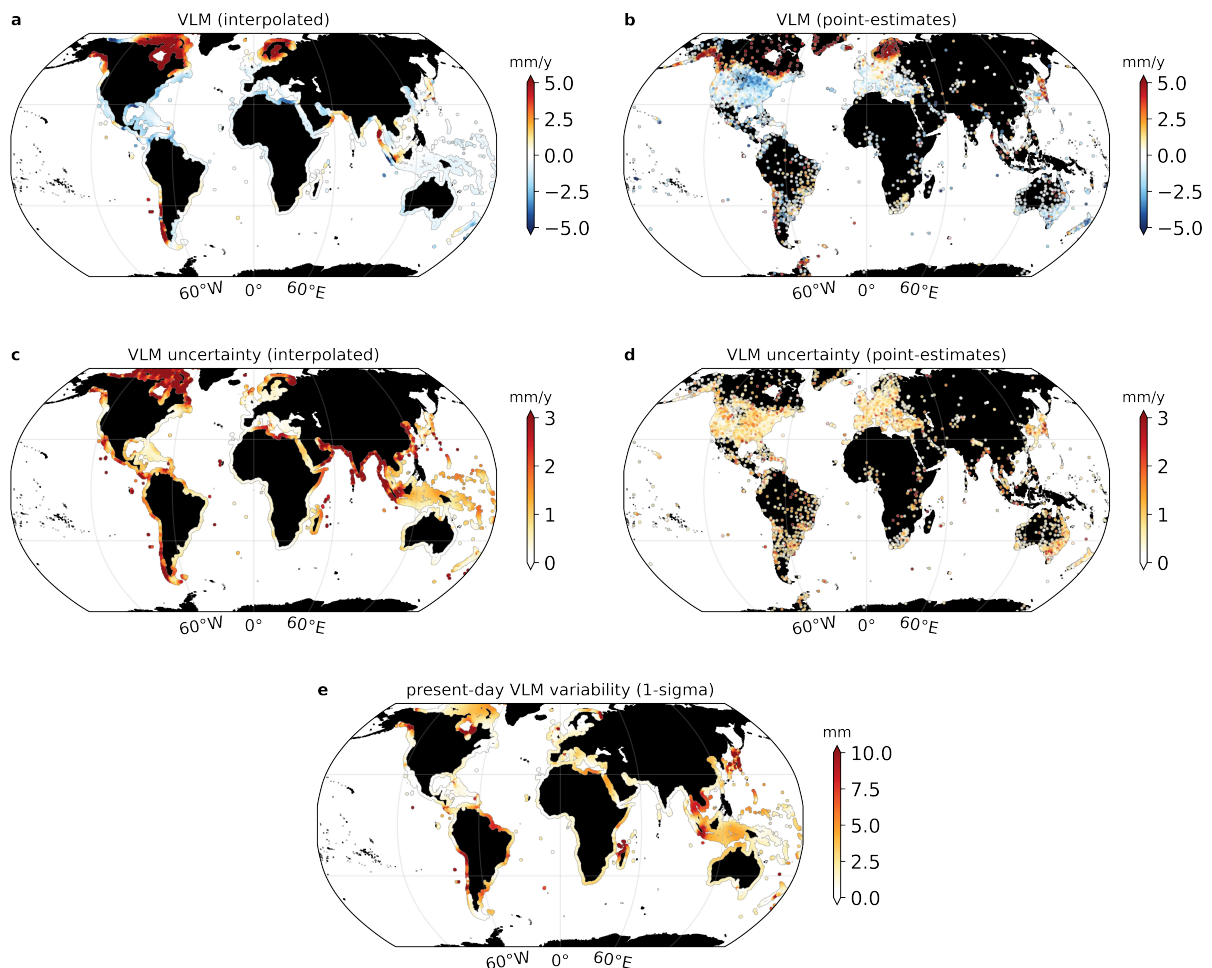 a VLM (interpolated)
mm/y
5.0
2.5
0.0
−2.5
−5.0
60°W 0° 60°E
b VLM (point-estimates)
mm/y
5.0
2.5
0.0
−2.5
−5.0
60°W 0° 60°E
c VLM uncertainty (interpolated)
mm/y
3
2
1
0
60°W 0° 60°E
d VLM uncertainty (point-estimates)
mm/y
3
2
1
0
60°W 0° 60°E
e present-day VLM variability (1-sigma)
mm
10.0
7.5
5.0
2.5
0.0
60°W 0° 60°E